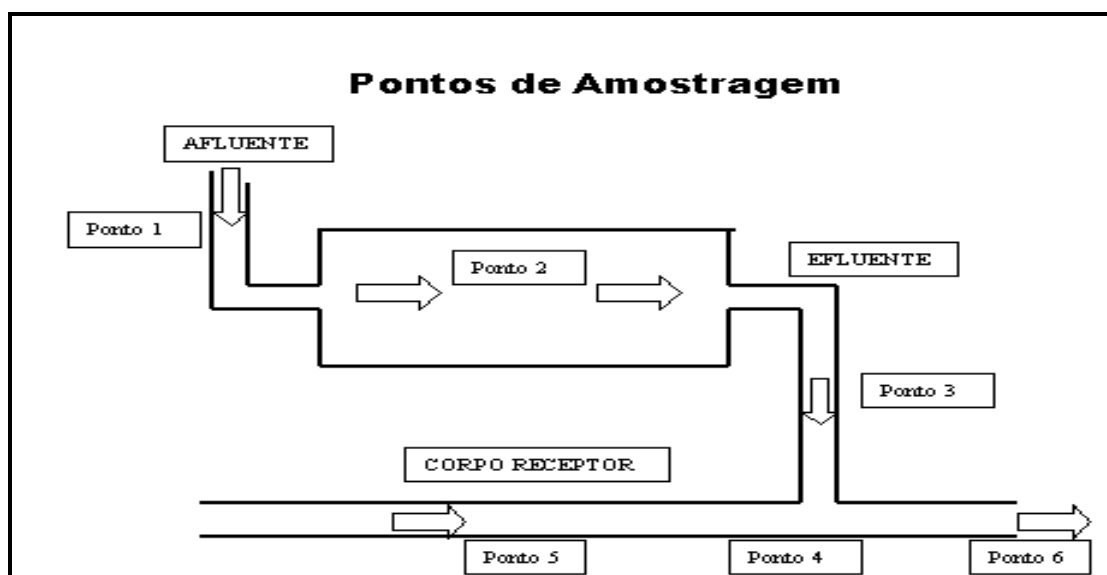 Pontos de Amostragem
AFLUENTE
Ponto 1
Ponto 2
EFLUENTE
Ponto 3
CORPO RECEPTOR
Ponto 5
Ponto 4
Ponto 6